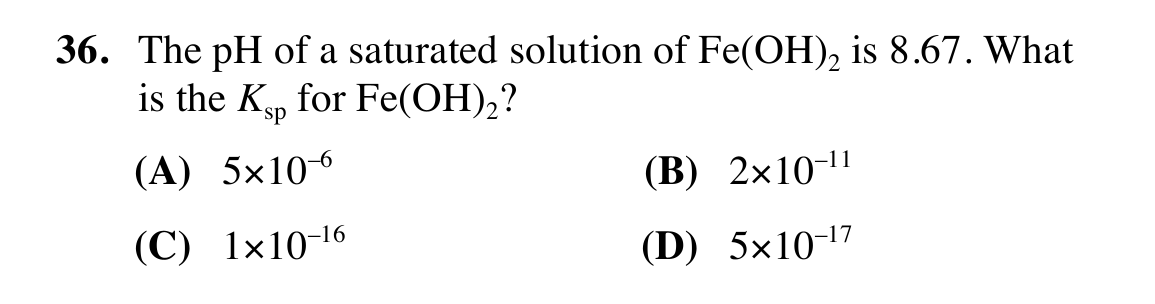 36. The pH of a saturated solution of Fe(OH)₂ is 8.67. What
is the Kₛₚ for Fe(OH)₂?
(A) 5×10⁻⁶ (B) 2×10⁻¹¹
(C) 1×10⁻¹⁶ (D) 5×10⁻¹⁷